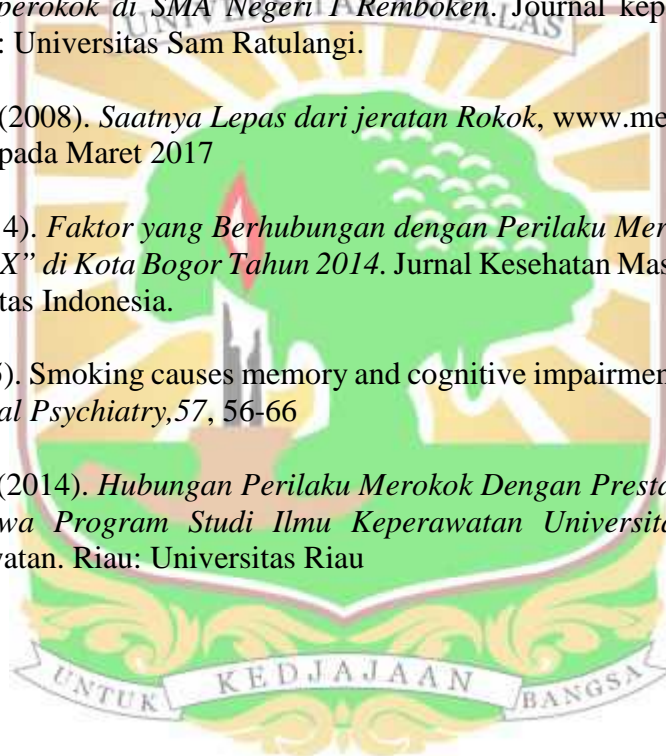 perokok di SMA Negeri 1 Remboken. Journal kep
UNIVERSITAS ANDALAS
: Universitas Sam Ratulangi.
(2008). Saatnya Lepas dari jeratan Rokok, www.me
pada Maret 2017
4). Faktor yang Berhubungan dengan Perilaku Mer
X” di Kota Bogor Tahun 2014. Jurnal Kesehatan Mas
tas Indonesia.
). Smoking causes memory and cognitive impairmen
al Psychiatry,57, 56-66
(2014). Hubungan Perilaku Merokok Dengan Presta
wa Program Studi Ilmu Keperawatan Universita
vatan. Riau: Universitas Riau
UNTUK KEDJAJAAN BANGSA